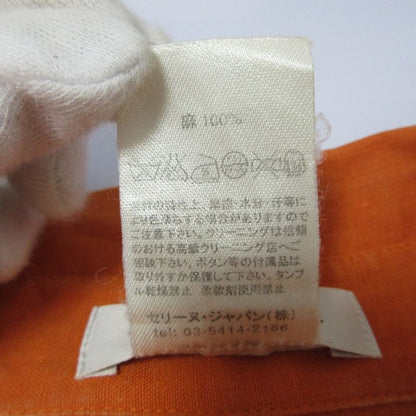 麻 100%
素材の特性上、摩擦・水分・汗等に
より色落ちする場合がありますので
ご注意下さい。クリーニングは信頼
のおける高級クリーニング店へご
相談下さい。ボタン等の付属品は
取り外すか保護して下さい。タンブ
ル乾燥禁止 柔軟剤使用禁止
セリーヌ・ジャパン(株)
tel: 03-5414-2166